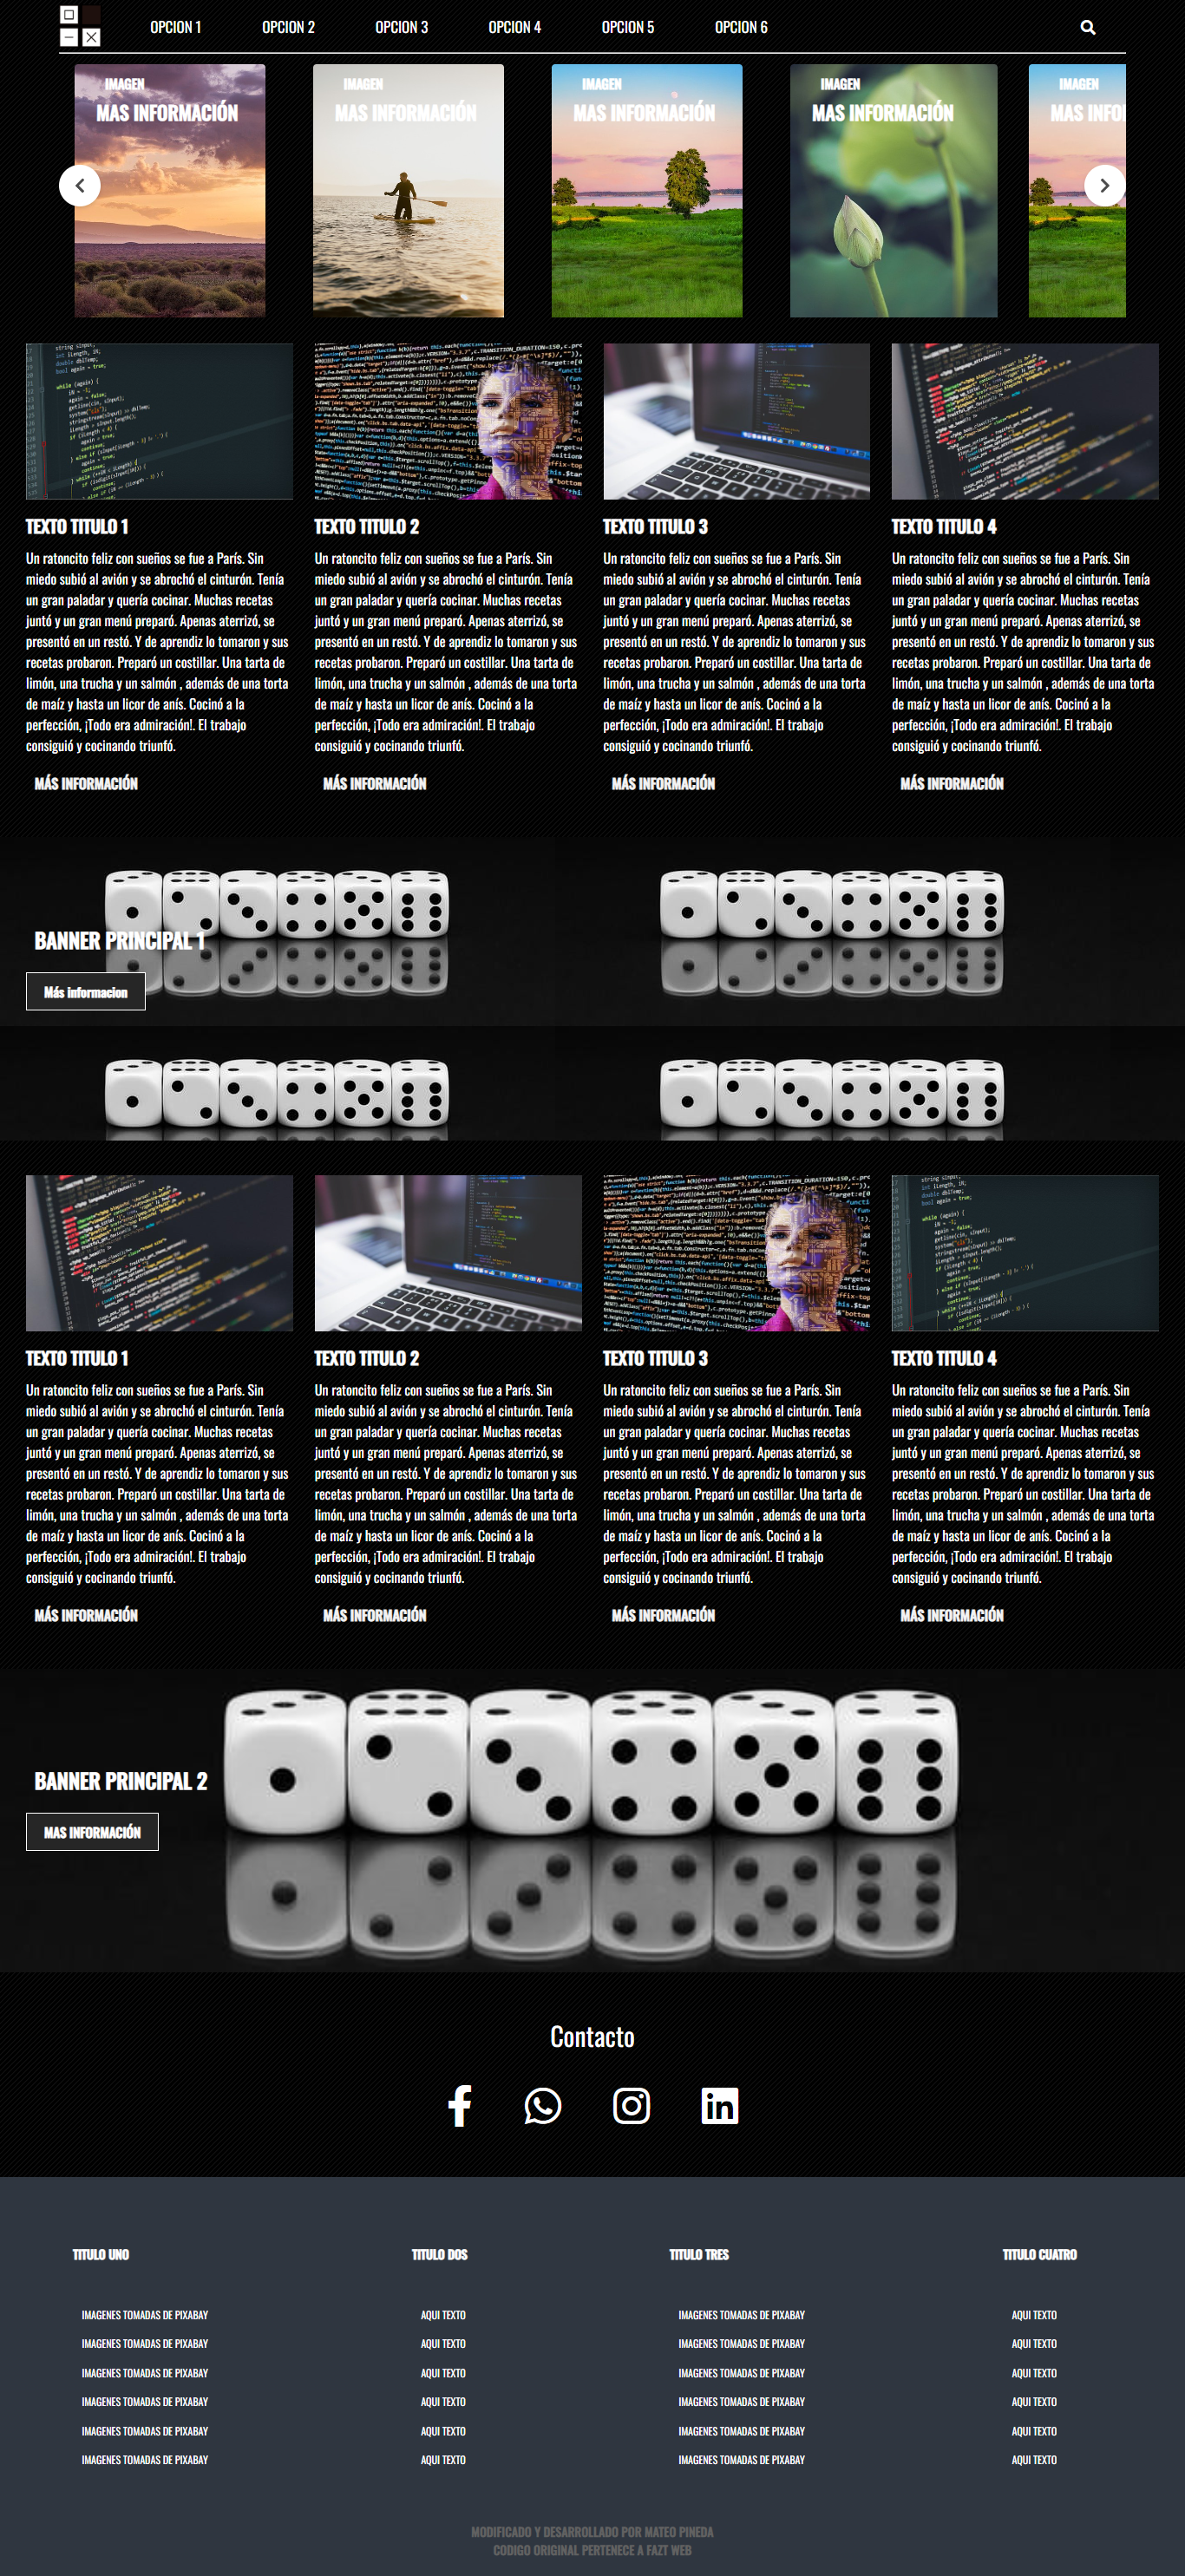 OPCION 1 OPCION 2 OPCION 3 OPCION 4 OPCION 5 OPCION 6
IMAGEN
MAS INFORMACIÓN
IMAGEN
MAS INFORMACIÓN
IMAGEN
MAS INFORMACIÓN
IMAGEN
MAS INFORMACIÓN
IMAGEN
MAS INFO
TEXTO TITULO 1
Un ratoncito feliz con sueños se fue a París. Sin
miedo subió al avión y se abrochó el cinturón. Tenía
un gran paladar y quería cocinar. Muchas recetas
juntó y un gran menú preparó. Apenas aterrizó, se
presentó en un restó. Y de aprendiz lo tomaron y sus
recetas probaron. Preparó un costillar. Una tarta de
limón, una trucha y un salmón , además de una torta
de maíz y hasta un licor de anís. Cocinó a la
perfección, ¡Todo era admiración!. El trabajo
consiguió y cocinando triunfó.
MÁS INFORMACIÓN
TEXTO TITULO 2
Un ratoncito feliz con sueños se fue a París. Sin
miedo subió al avión y se abrochó el cinturón. Tenía
un gran paladar y quería cocinar. Muchas recetas
juntó y un gran menú preparó. Apenas aterrizó, se
presentó en un restó. Y de aprendiz lo tomaron y sus
recetas probaron. Preparó un costillar. Una tarta de
limón, una trucha y un salmón , además de una torta
de maíz y hasta un licor de anís. Cocinó a la
perfección, ¡Todo era admiración!. El trabajo
consiguió y cocinando triunfó.
MÁS INFORMACIÓN
TEXTO TITULO 3
Un ratoncito feliz con sueños se fue a París. Sin
miedo subió al avión y se abrochó el cinturón. Tenía
un gran paladar y quería cocinar. Muchas recetas
juntó y un gran menú preparó. Apenas aterrizó, se
presentó en un restó. Y de aprendiz lo tomaron y sus
recetas probaron. Preparó un costillar. Una tarta de
limón, una trucha y un salmón , además de una torta
de maíz y hasta un licor de anís. Cocinó a la
perfección, ¡Todo era admiración!. El trabajo
consiguió y cocinando triunfó.
MÁS INFORMACIÓN
TEXTO TITULO 4
Un ratoncito feliz con sueños se fue a París. Sin
miedo subió al avión y se abrochó el cinturón. Tenía
un gran paladar y quería cocinar. Muchas recetas
juntó y un gran menú preparó. Apenas aterrizó, se
presentó en un restó. Y de aprendiz lo tomaron y sus
recetas probaron. Preparó un costillar. Una tarta de
limón, una trucha y un salmón , además de una torta
de maíz y hasta un licor de anís. Cocinó a la
perfección, ¡Todo era admiración!. El trabajo
consiguió y cocinando triunfó.
MÁS INFORMACIÓN
BANNER PRINCIPAL 1
Más informacion
TEXTO TITULO 1
Un ratoncito feliz con sueños se fue a París. Sin
miedo subió al avión y se abrochó el cinturón. Tenía
un gran paladar y quería cocinar. Muchas recetas
juntó y un gran menú preparó. Apenas aterrizó, se
presentó en un restó. Y de aprendiz lo tomaron y sus
recetas probaron. Preparó un costillar. Una tarta de
limón, una trucha y un salmón , además de una torta
de maíz y hasta un licor de anís. Cocinó a la
perfección, ¡Todo era admiración!. El trabajo
consiguió y cocinando triunfó.
MÁS INFORMACIÓN
TEXTO TITULO 2
Un ratoncito feliz con sueños se fue a París. Sin
miedo subió al avión y se abrochó el cinturón. Tenía
un gran paladar y quería cocinar. Muchas recetas
juntó y un gran menú preparó. Apenas aterrizó, se
presentó en un restó. Y de aprendiz lo tomaron y sus
recetas probaron. Preparó un costillar. Una tarta de
limón, una trucha y un salmón , además de una torta
de maíz y hasta un licor de anís. Cocinó a la
perfección, ¡Todo era admiración!. El trabajo
consiguió y cocinando triunfó.
MÁS INFORMACIÓN
TEXTO TITULO 3
Un ratoncito feliz con sueños se fue a París. Sin
miedo subió al avión y se abrochó el cinturón. Tenía
un gran paladar y quería cocinar. Muchas recetas
juntó y un gran menú preparó. Apenas aterrizó, se
presentó en un restó. Y de aprendiz lo tomaron y sus
recetas probaron. Preparó un costillar. Una tarta de
limón, una trucha y un salmón , además de una torta
de maíz y hasta un licor de anís. Cocinó a la
perfección, ¡Todo era admiración!. El trabajo
consiguió y cocinando triunfó.
MÁS INFORMACIÓN
TEXTO TITULO 4
Un ratoncito feliz con sueños se fue a París. Sin
miedo subió al avión y se abrochó el cinturón. Tenía
un gran paladar y quería cocinar. Muchas recetas
juntó y un gran menú preparó. Apenas aterrizó, se
presentó en un restó. Y de aprendiz lo tomaron y sus
recetas probaron. Preparó un costillar. Una tarta de
limón, una trucha y un salmón , además de una torta
de maíz y hasta un licor de anís. Cocinó a la
perfección, ¡Todo era admiración!. El trabajo
consiguió y cocinando triunfó.
MÁS INFORMACIÓN
BANNER PRINCIPAL 2
MAS INFORMACIÓN
Contacto
TITULO UNO
IMAGENES TOMADAS DE PIXABAY
IMAGENES TOMADAS DE PIXABAY
IMAGENES TOMADAS DE PIXABAY
IMAGENES TOMADAS DE PIXABAY
IMAGENES TOMADAS DE PIXABAY
IMAGENES TOMADAS DE PIXABAY
TITULO DOS
AQUI TEXTO
AQUI TEXTO
AQUI TEXTO
AQUI TEXTO
AQUI TEXTO
AQUI TEXTO
TITULO TRES
IMAGENES TOMADAS DE PIXABAY
IMAGENES TOMADAS DE PIXABAY
IMAGENES TOMADAS DE PIXABAY
IMAGENES TOMADAS DE PIXABAY
IMAGENES TOMADAS DE PIXABAY
IMAGENES TOMADAS DE PIXABAY
TITULO CUATRO
AQUI TEXTO
AQUI TEXTO
AQUI TEXTO
AQUI TEXTO
AQUI TEXTO
AQUI TEXTO
MODIFICADO Y DESARROLLADO POR MATEO PINEDA
CODIGO ORIGINAL PERTENECE A FAZT WEB